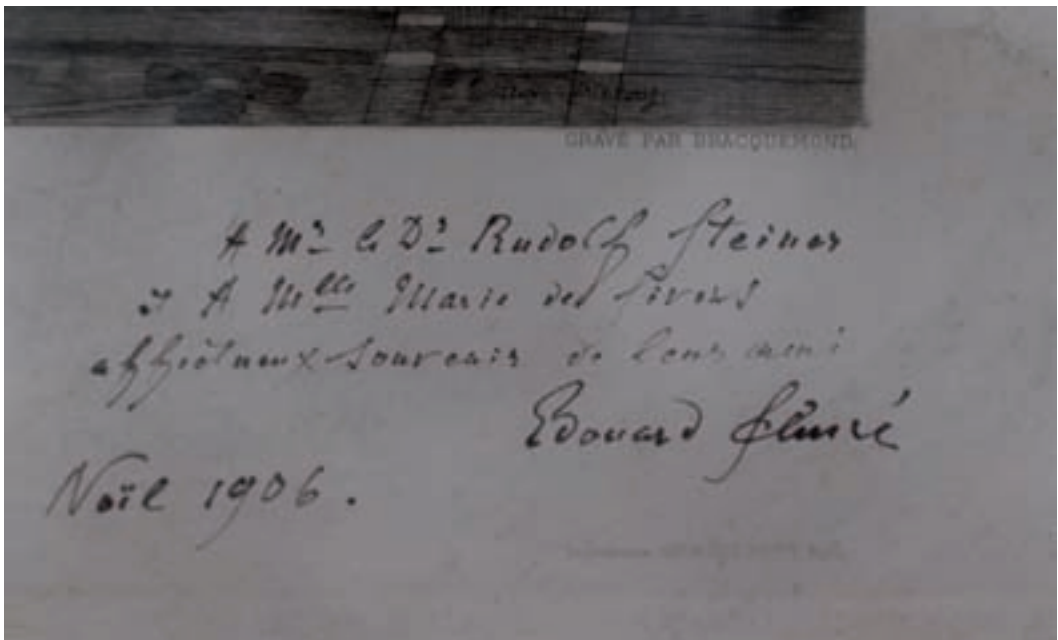 GRAVÉ PAR BRACQUEMOND
A Mr le Dr Rudolf Steiner
et A Mlle Marie de Sivers
affectueux souvenir de leur ami
Edouard Schuré
Noël 1906.